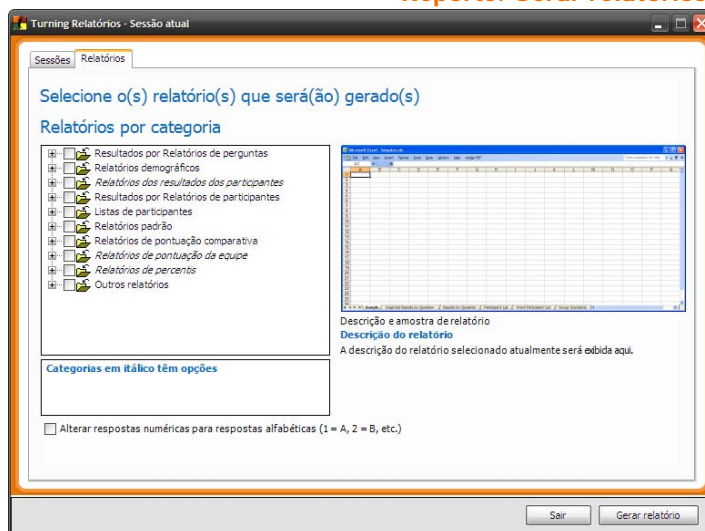 Turning Relatórios - Sessão atual
Sessões Relatórios
Selecione o(s) relatório(s) que será(ão) gerado(s)
Relatórios por categoria
Resultados por Relatórios de perguntas
Relatórios demográficos
Relatórios dos resultados dos participantes
Resultados por Relatórios de participantes
Listas de participantes
Relatórios padrão
Relatórios de pontuação comparativa
Relatórios de pontuação da equipe
Relatórios de percentis
Outros relatórios
Descrição e amostra de relatório
Descrição do relatório
A descrição do relatório selecionado atualmente será exibida aqui.
Categorias em itálico têm opções
Alterar respostas numéricas para respostas alfabéticas (1 = A, 2 = B, etc.)
Sair Gerar relatório